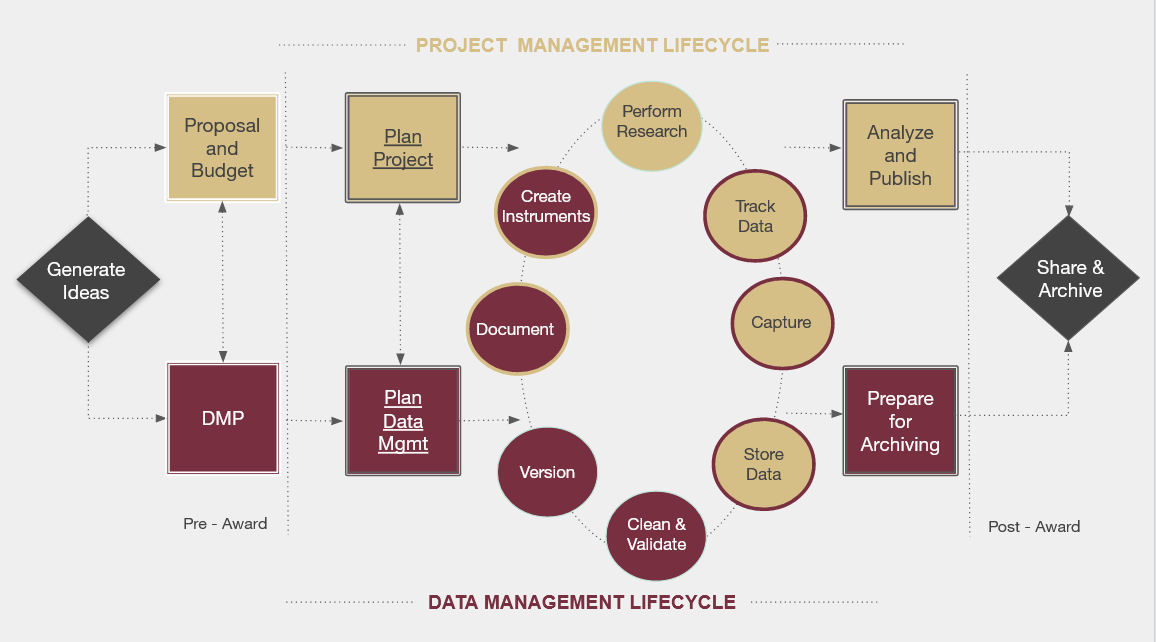 PROJECT MANAGEMENT LIFECYCLE
Proposal
and
Budget
Plan
Project
Perform
Research
Analyze
and
Publish
Create
Instruments
Track
Data
Generate
Ideas
Share &
Archive
Document
Capture
DMP
Plan
Data
Mgmt
Prepare
for
Archiving
Version
Store
Data
Clean &
Validate
Pre - Award
Post - Award
DATA MANAGEMENT LIFECYCLE